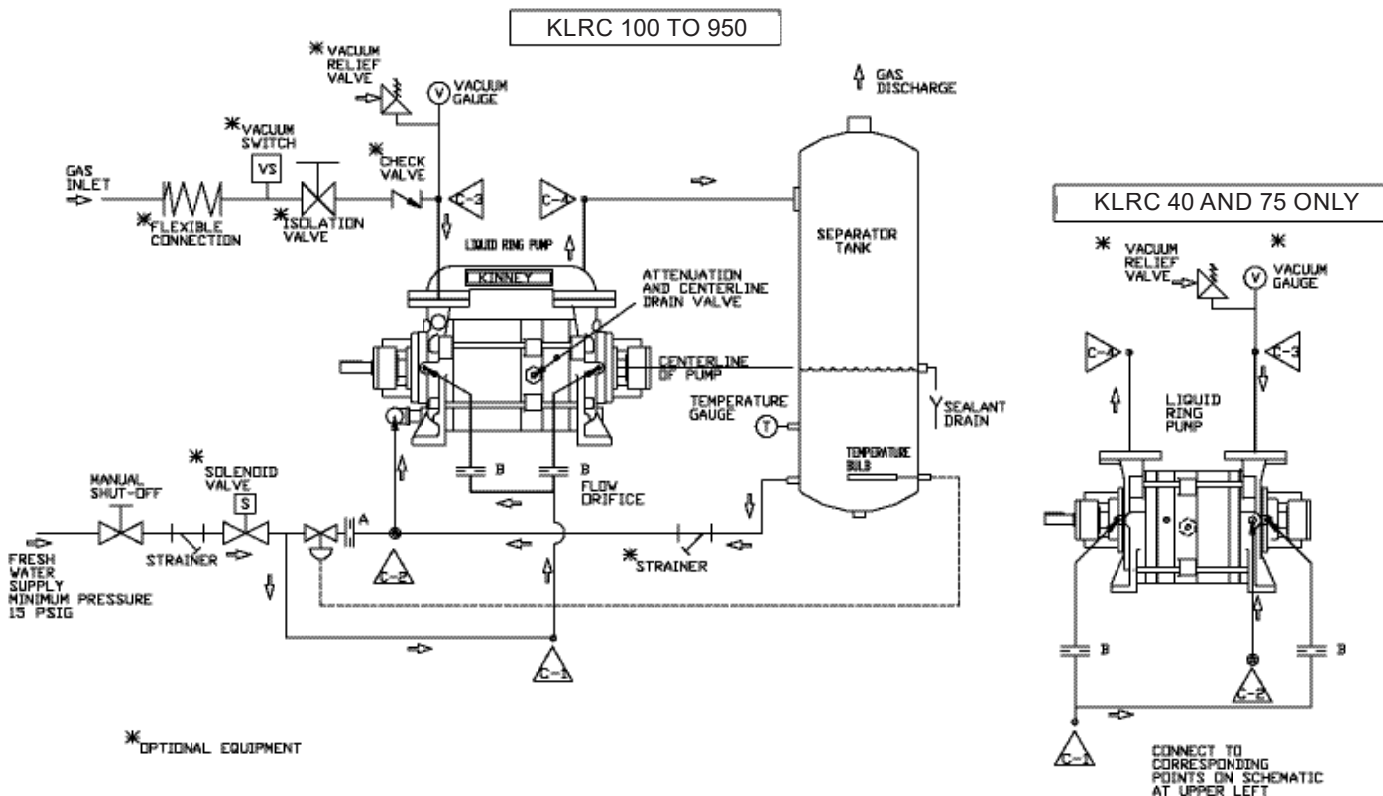 KLRC 100 TO 950
VACUUM
RELIEF
VALVE
V
VACUUM
GAUGE
GAS
DISCHARGE
VACUUM
SWITCH
VS
CHECK
VALVE
GAS
INLET
C-3
C-4
FLEXIBLE
CONNECTION
ISOLATION
VALVE
LIQUID RING PUMP
KINNEY
SEPARATOR
TANK
ATTENUATION
AND CENTERLINE
DRAIN VALVE
CENTERLINE
OF PUMP
TEMPERATURE
GAUGE
T
SEALANT
DRAIN
TEMPERATURE
BULB
MANUAL
SHUT-OFF
SOLENOID
VALVE
S
B
B
FLOW
ORIFICE
A
STRAINER
STRAINER
C-2
FRESH
WATER
SUPPLY
MINIMUM PRESSURE
15 PSIG
C-1
*OPTIONAL EQUIPMENT
KLRC 40 AND 75 ONLY
VACUUM
RELIEF
VALVE
V
VACUUM
GAUGE
C-4
C-3
LIQUID
RING
PUMP
B
B
C-2
C-1
CONNECT TO
CORRESPONDING
POINTS ON SCHEMATIC
AT UPPER LEFT